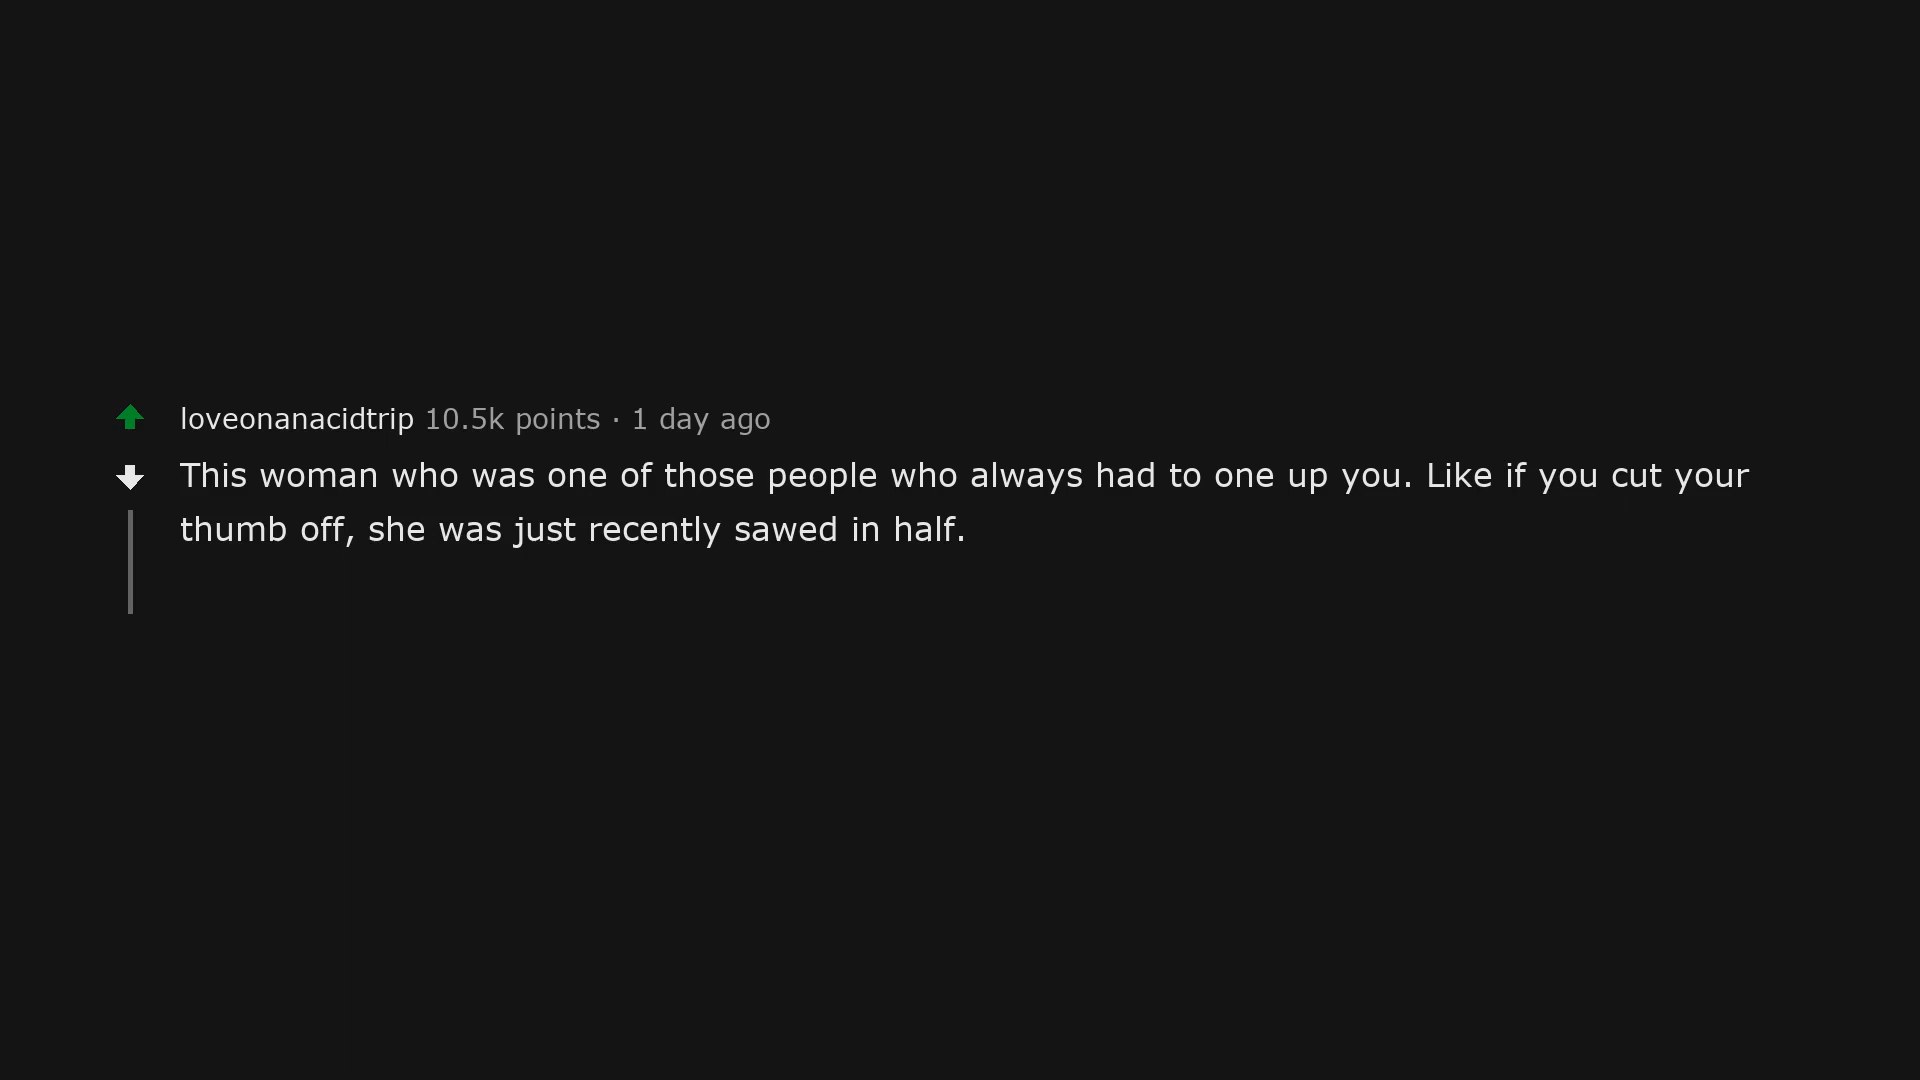 loveonanacidtrip 10.5k points · 1 day ago
This woman who was one of those people who always had to one up you. Like if you cut your
thumb off, she was just recently sawed in half.